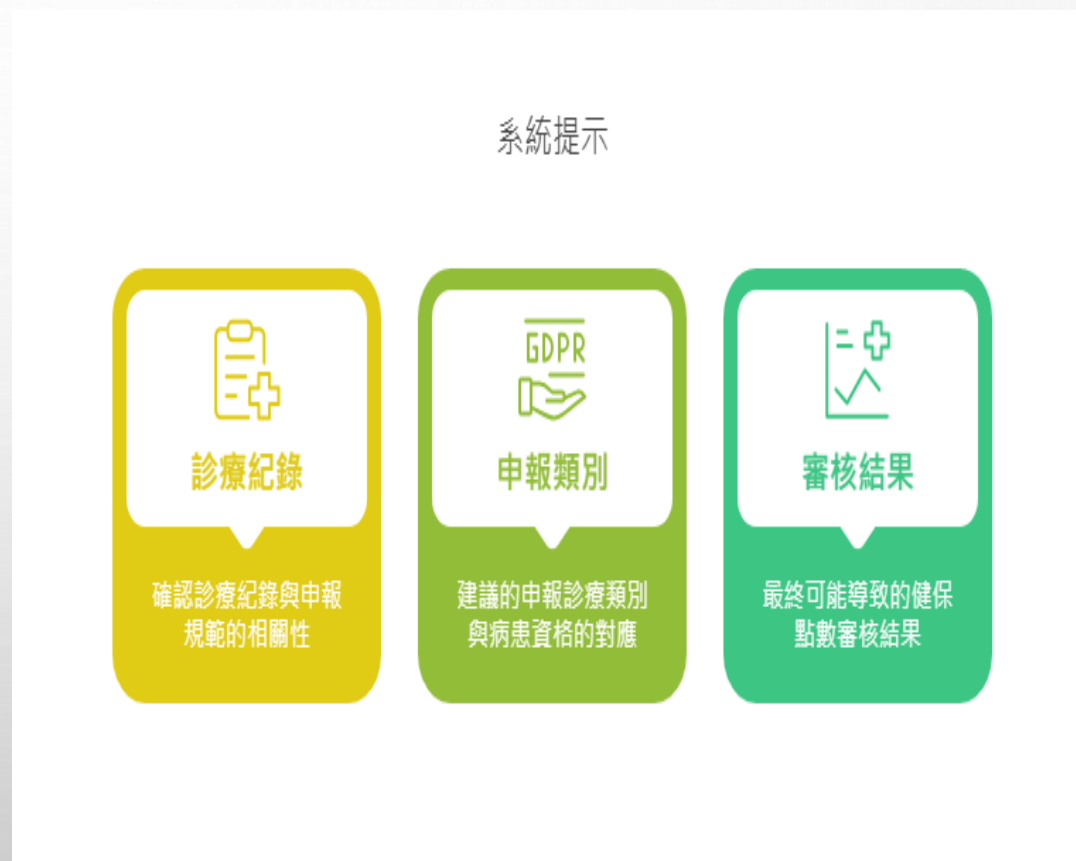 系統提示
診療紀錄
確認診療紀錄與申報
規範的相關性
GDPR
申報類別
建議的申報診療類別
與病患資格的對應
審核結果
最終可能導致的健保
點數審核結果